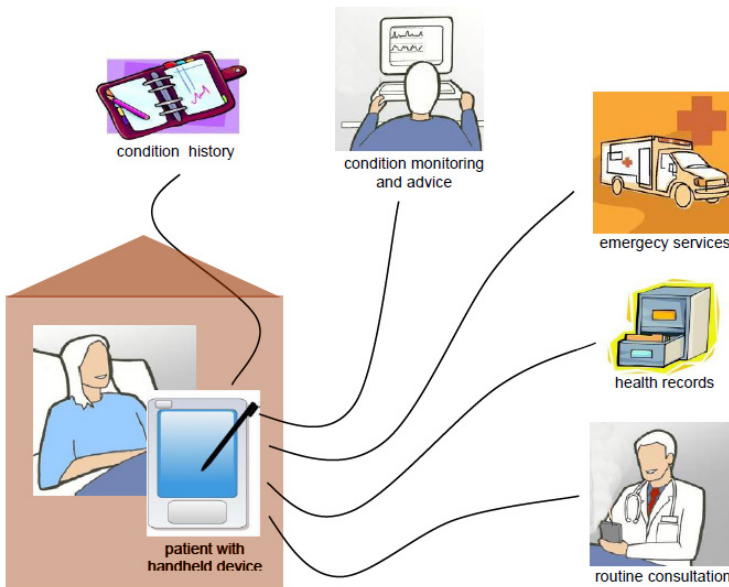 condition history
condition monitoring
and advice
emergecy services
health records
patient with
handheld device
routine consultation